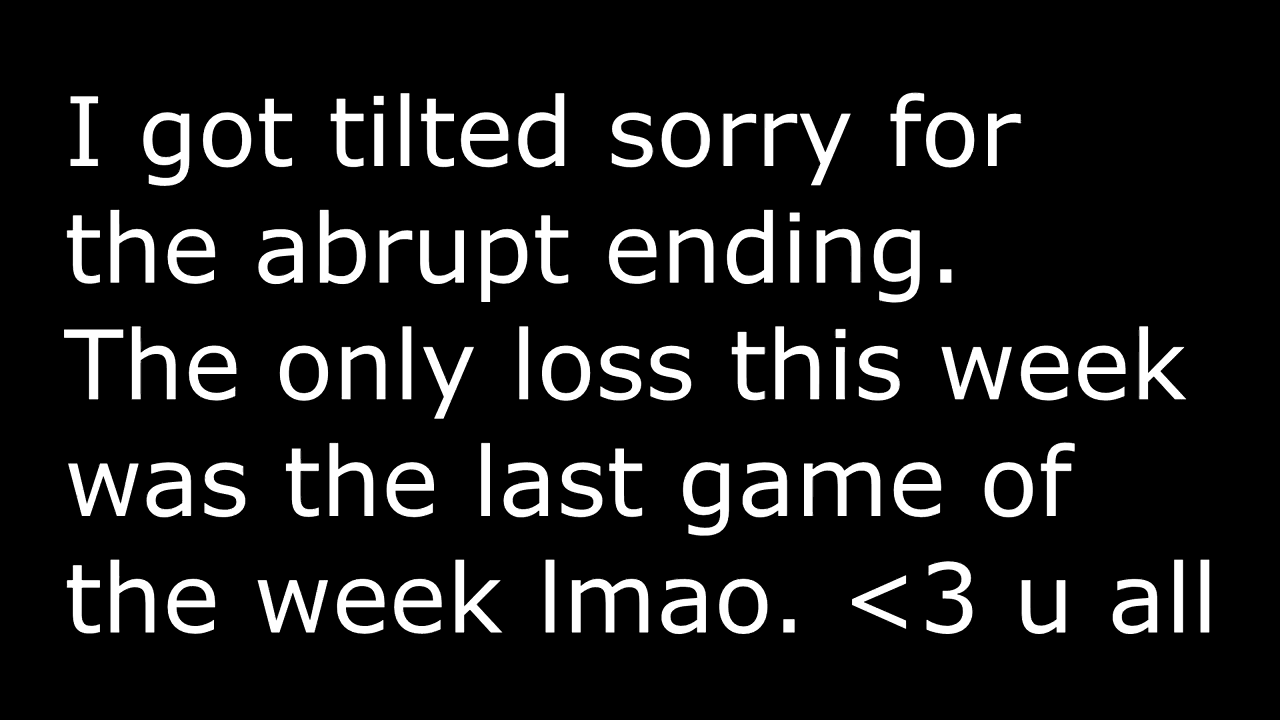 I got tilted sorry for
the abrupt ending.
The only loss this week
was the last game of
the week lmao. <3 u all